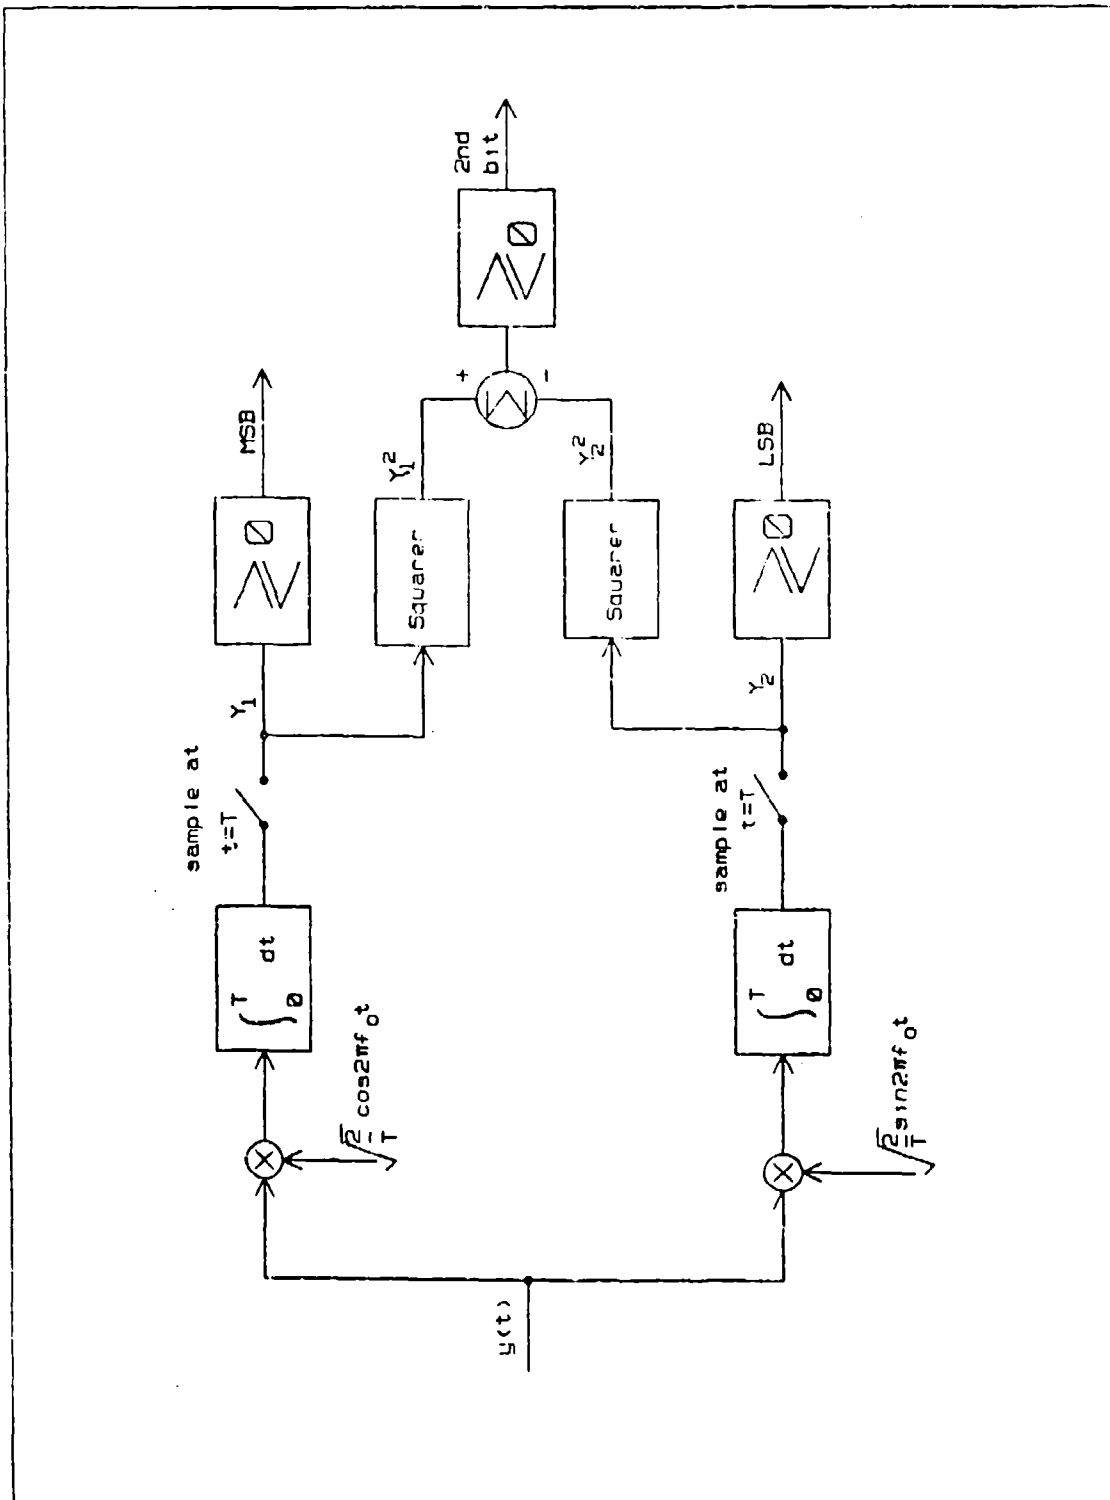 y(t)
√2/T cos2πf₀t
∫₀ᵀ dt
sample at
t=T
Y₁
≷0
MSB
Squarer
Y₁²
+
Σ
-
≷0
2nd
bit
Squarer
Y₂²
√2/T sin2πf₀t
∫₀ᵀ dt
sample at
t=T
Y₂
≷0
LSB